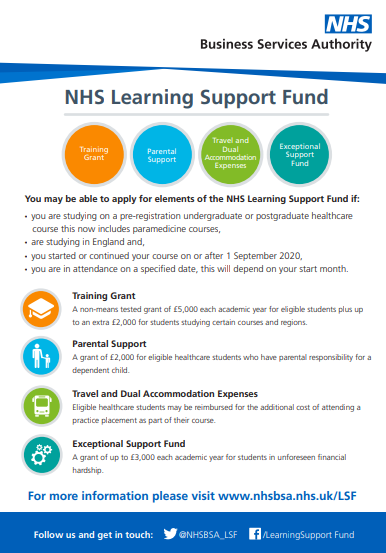 NHS
Business Services Authority
NHS Learning Support Fund
Training
Grant
Parental
Support
Travel and
Dual
Accommodation
Expenses
Exceptional
Support
Fund
You may be able to apply for elements of the NHS Learning Support Fund if:
• you are studying on a pre-registration undergraduate or postgraduate healthcare
course this now includes paramedicine courses,
• are studying in England and,
• you started or continued your course on or after 1 September 2020,
• you are in attendance on a specified date, this will depend on your start month.
Training Grant
A non-means tested grant of £5,000 each academic year for eligible students plus up
to an extra £2,000 for students studying certain courses and regions.
Parental Support
A grant of £2,000 for eligible healthcare students who have parental responsibility for a
dependent child.
Travel and Dual Accommodation Expenses
Eligible healthcare students may be reimbursed for the additional cost of attending a
practice placement as part of their course.
Exceptional Support Fund
A grant of up to £3,000 each academic year for students in unforeseen financial
hardship.
For more information please visit www.nhsbsa.nhs.uk/LSF
Follow us and get in touch: @NHSBSA_LSF /LearningSupport Fund